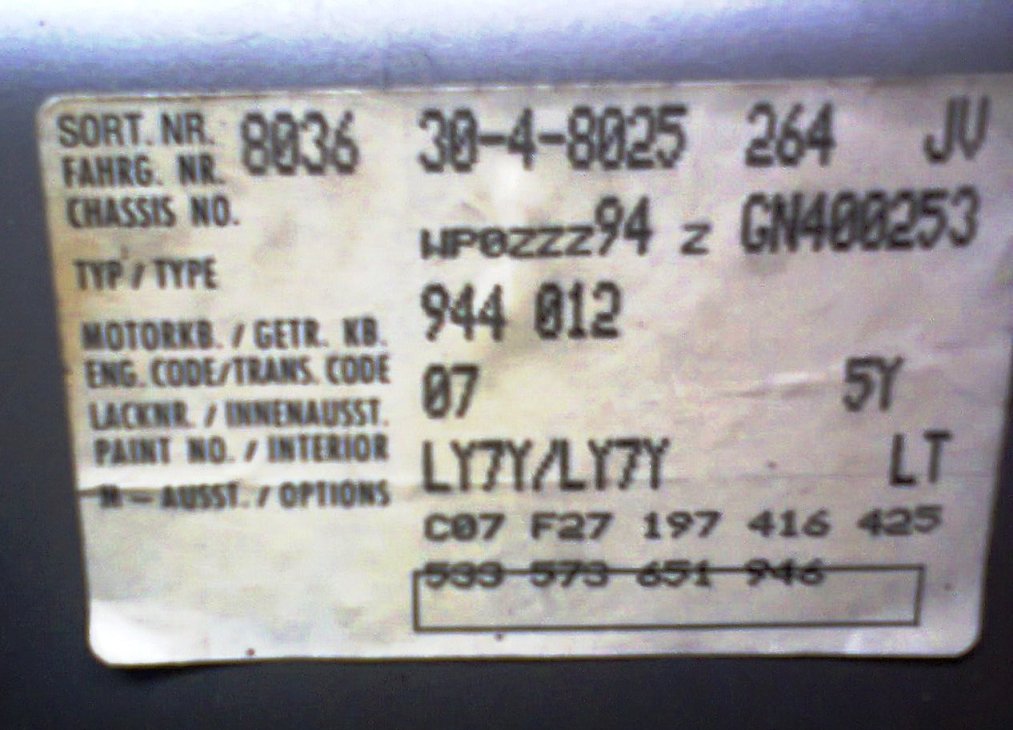 SORT. NR. 8036 30-4-8025 264 JV
FAHRG. NR.
CHASSIS NO. WP0ZZZ94 Z GN400253
TYP / TYPE 944 012
MOTORKB. / GETR. KB.
ENG. CODE/TRANS. CODE 07 5Y
LACKNR. / INNENAUSST.
PAINT NO. / INTERIOR LY7Y/LY7Y LT
M - AUSST. / OPTIONS C07 F27 197 416 425
533 573 651 946